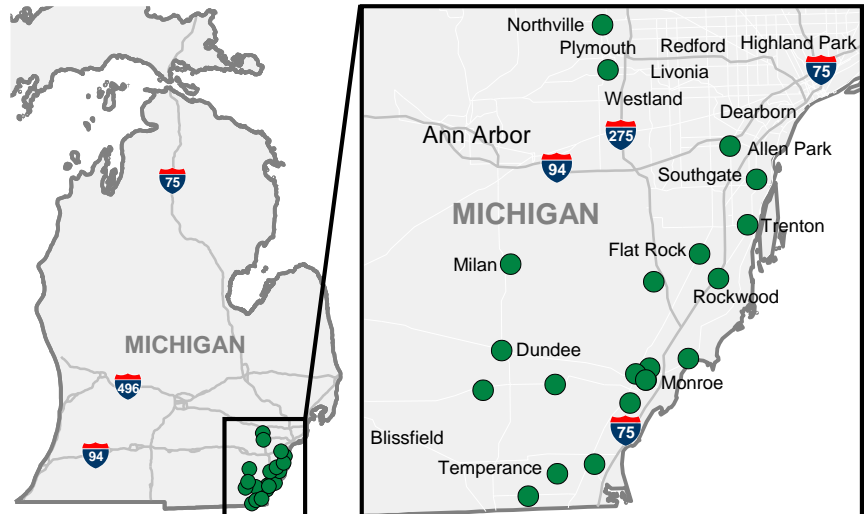 75
MICHIGAN
496
94
Northville
Plymouth
Redford
Highland Park
75
Livonia
Westland
Dearborn
275
Ann Arbor
Allen Park
94
Southgate
MICHIGAN
Trenton
Flat Rock
Milan
Rockwood
Dundee
Monroe
75
Blissfield
Temperance